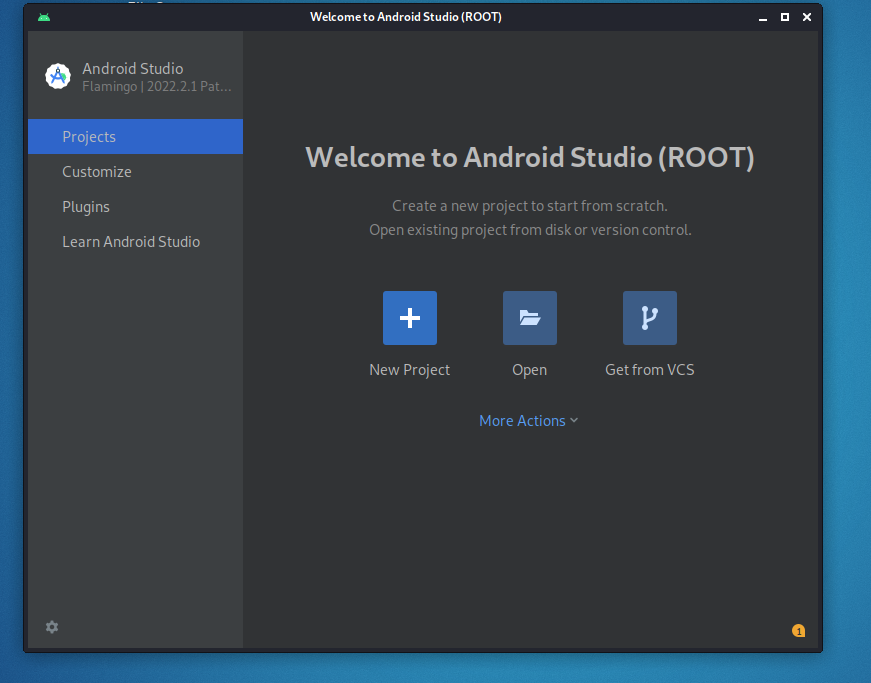 Welcome to Android Studio (ROOT)
Android Studio
Flamingo | 2022.2.1 Pat...
Projects
Customize
Plugins
Learn Android Studio
Welcome to Android Studio (ROOT)
Create a new project to start from scratch.
Open existing project from disk or version control.
New Project
Open
Get from VCS
More Actions
1